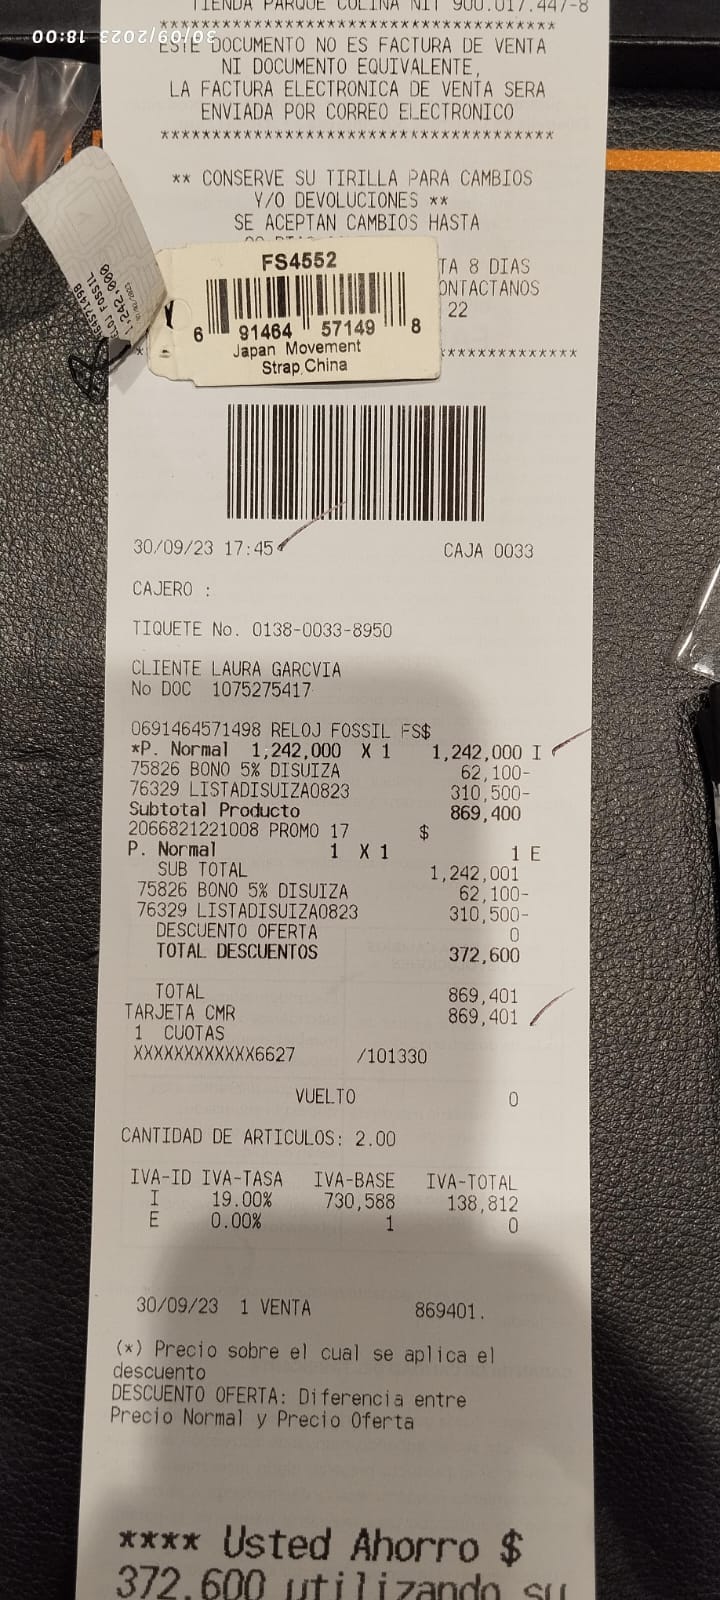 TIENDA PARQUE COLINA NIT 900.017.447-8
30/09/2023 18:00
***********************************
ESTE DOCUMENTO NO ES FACTURA DE VENTA
NI DOCUMENTO EQUIVALENTE,
LA FACTURA ELECTRONICA DE VENTA SERA
ENVIADA POR CORREO ELECTRONICO
***********************************
** CONSERVE SU TIRILLA PARA CAMBIOS
Y/O DEVOLUCIONES **
SE ACEPTAN CAMBIOS HASTA
TA 8 DIAS
ONTACTANOS
22
FOSSIL
1,242,000
FS4552
6 91464 57149 8
Japan Movement
Strap China
30/09/23 17:45 CAJA 0033
CAJERO :
TIQUETE No. 0138-0033-8950
CLIENTE LAURA GARCVIA
No DOC 1075275417
0691464571498 RELOJ FOSSIL FS$
*P. Normal 1,242,000 X 1 1,242,000 I
75826 BONO 5% DISUIZA 62,100-
76329 LISTADISUIZA0823 310,500-
Subtotal Producto 869,400
2066821221008 PROMO 17 $
P. Normal 1 X 1 1 E
SUB TOTAL 1,242,001
75826 BONO 5% DISUIZA 62,100-
76329 LISTADISUIZA0823 310,500-
DESCUENTO OFERTA 0
TOTAL DESCUENTOS 372,600
TOTAL 869,401
TARJETA CMR 869,401
1 CUOTAS
XXXXXXXXXXXX6627 /101330
VUELTO 0
CANTIDAD DE ARTICULOS: 2.00
IVA-ID IVA-TASA IVA-BASE IVA-TOTAL
I 19.00% 730,588 138,812
E 0.00% 1 0
30/09/23 1 VENTA 869401.
(*) Precio sobre el cual se aplica el
descuento
DESCUENTO OFERTA: Diferencia entre
Precio Normal y Precio Oferta
**** Usted Ahorro $
372,600 utilizando su